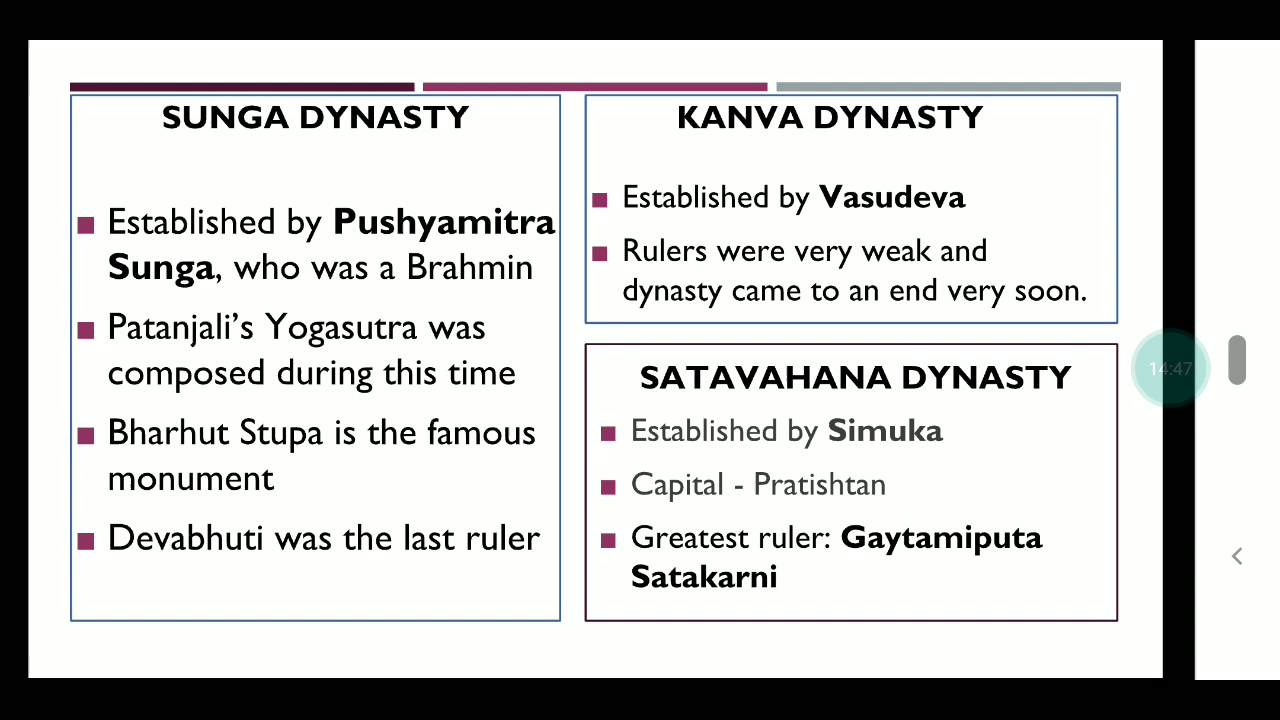 SUNGA DYNASTY
Established by Pushyamitra
Sunga, who was a Brahmin
Patanjali's Yogasutra was
composed during this time
Bharhut Stupa is the famous
monument
Devabhuti was the last ruler
KANVA DYNASTY
Established by Vasudeva
Rulers were very weak and
dynasty came to an end very soon.
SATAVAHANA DYNASTY
Established by Simuka
Capital - Pratishtan
Greatest ruler: Gaytamiputa
Satakarni
14:47